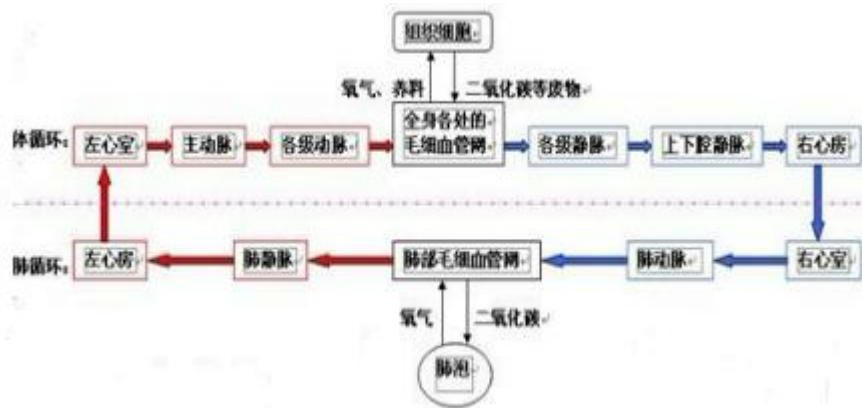 组织细胞
氧气、养料 二氧化碳等废物
体循环: 左心室 主动脉 各级动脉 全身各处的毛细血管网 各级静脉 上下腔静脉 右心房
肺循环: 左心房 肺静脉 肺部毛细血管网 肺动脉 右心室
氧气 二氧化碳
肺泡